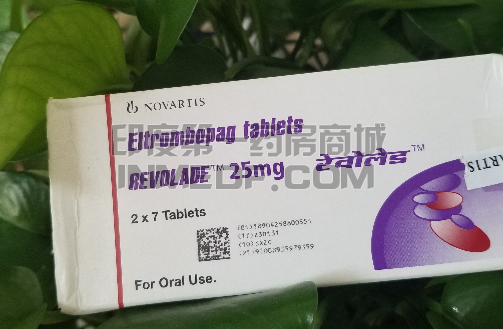 NOVARTIS
Eltrombopag tablets
REVOLADE™ 25mg रेवोलेड™
印度第一药房商城
.COM
2 x 7 Tablets
For Oral Use.